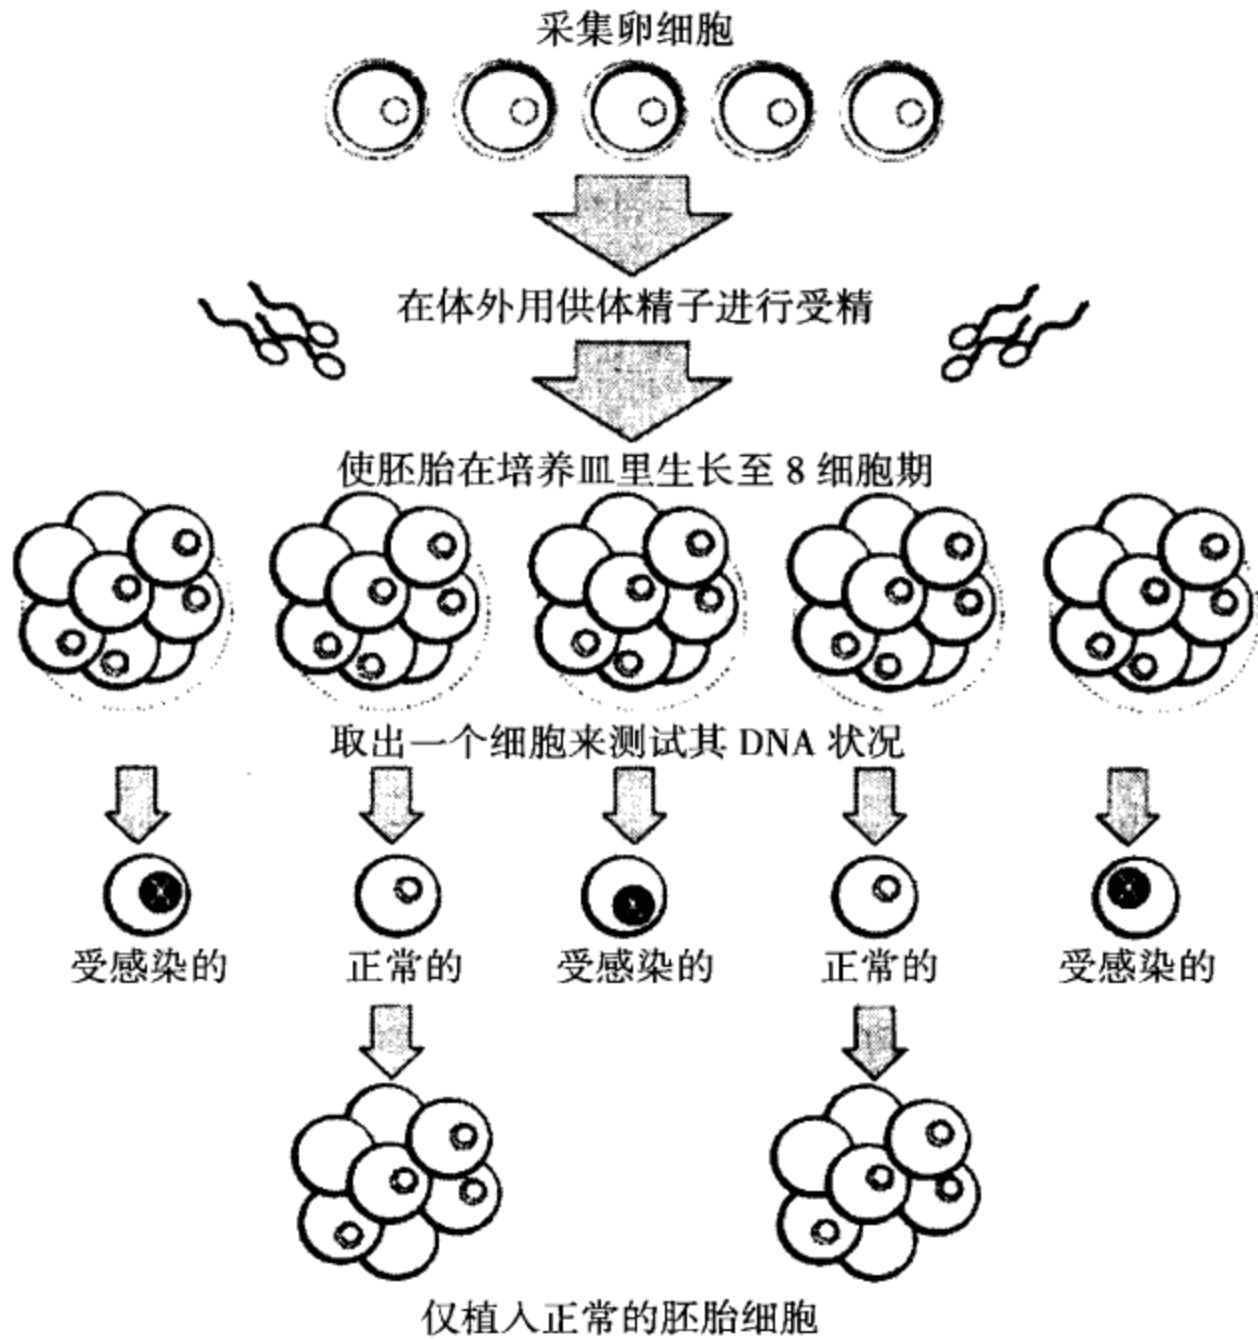 采集卵细胞
在体外用供体精子进行受精
使胚胎在培养皿里生长至 8 细胞期
取出一个细胞来测试其 DNA 状况
受感染的 正常的 受感染的 正常的 受感染的
仅植入正常的胚胎细胞